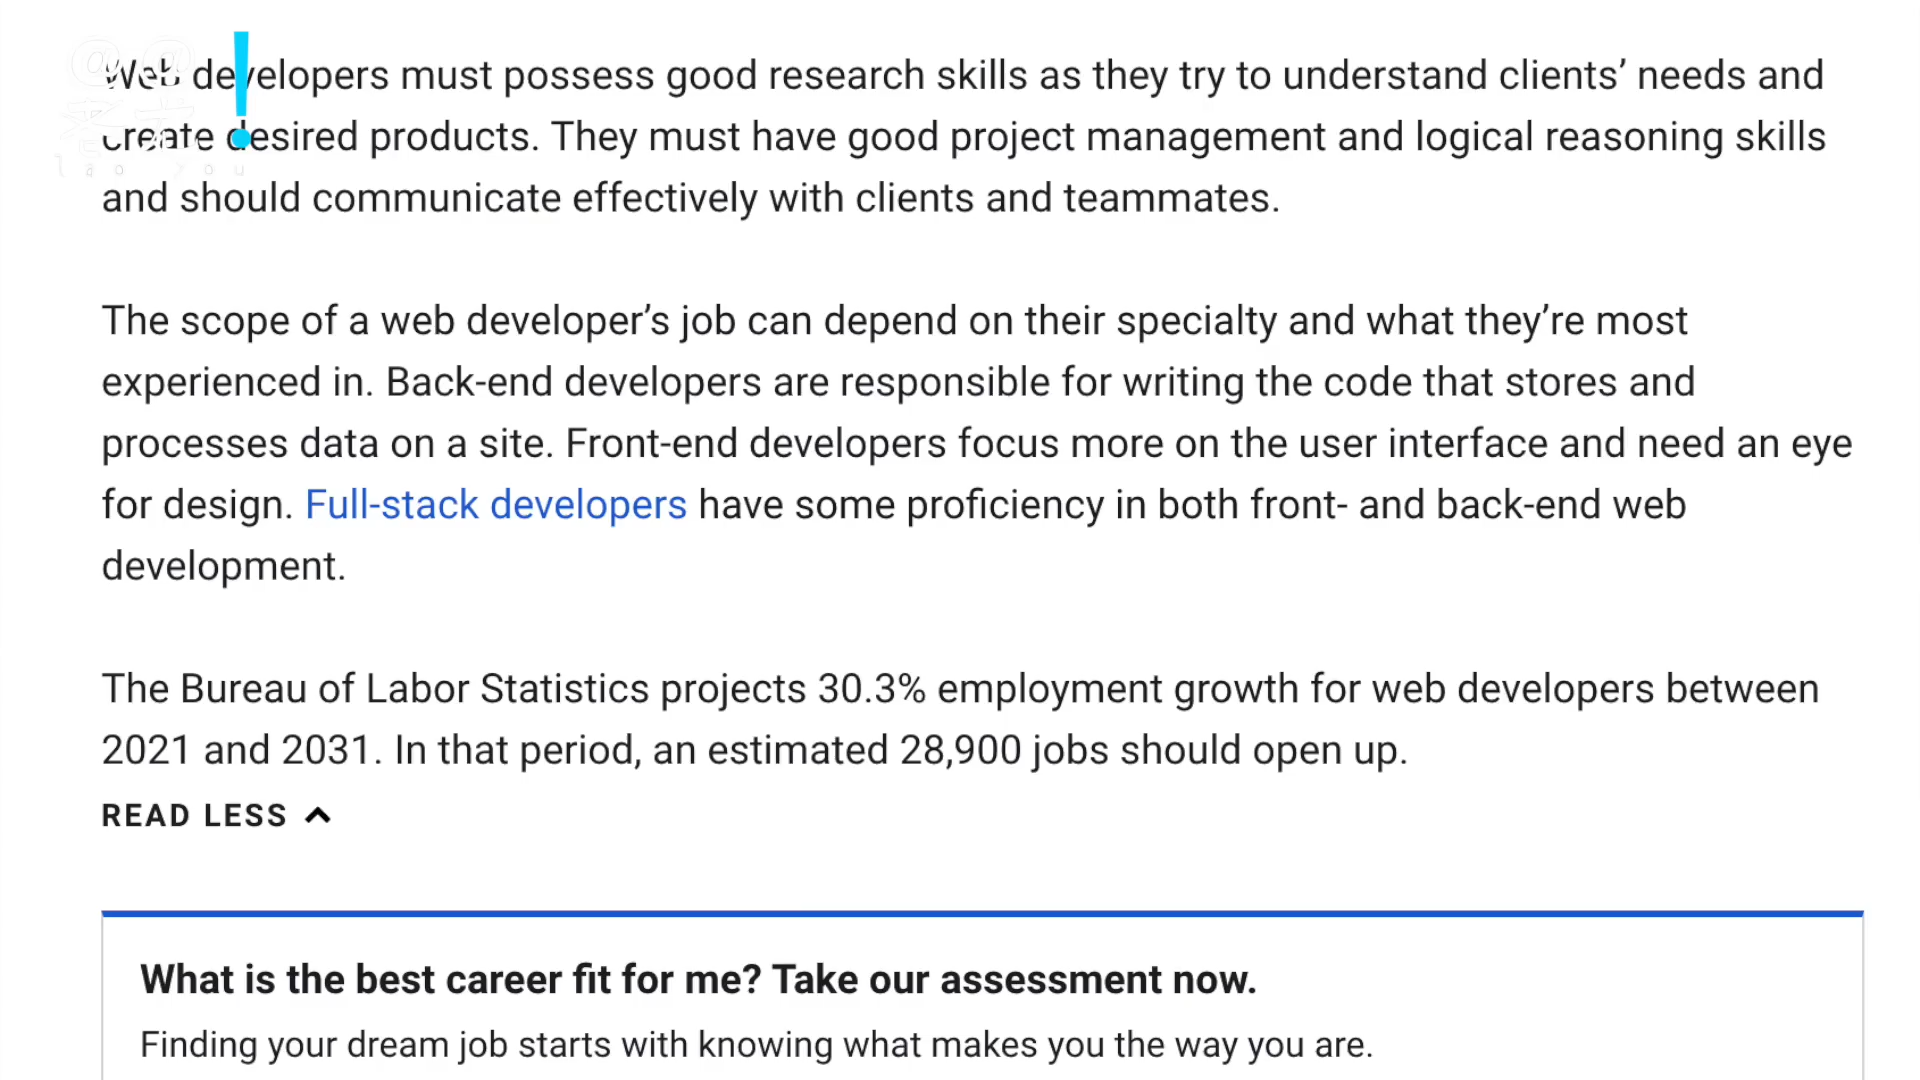 Web developers must possess good research skills as they try to understand clients’ needs and
create desired products. They must have good project management and logical reasoning skills
and should communicate effectively with clients and teammates.
The scope of a web developer’s job can depend on their specialty and what they’re most
experienced in. Back-end developers are responsible for writing the code that stores and
processes data on a site. Front-end developers focus more on the user interface and need an eye
for design. Full-stack developers have some proficiency in both front- and back-end web
development.
The Bureau of Labor Statistics projects 30.3% employment growth for web developers between
2021 and 2031. In that period, an estimated 28,900 jobs should open up.
READ LESS
What is the best career fit for me? Take our assessment now.
Finding your dream job starts with knowing what makes you the way you are.